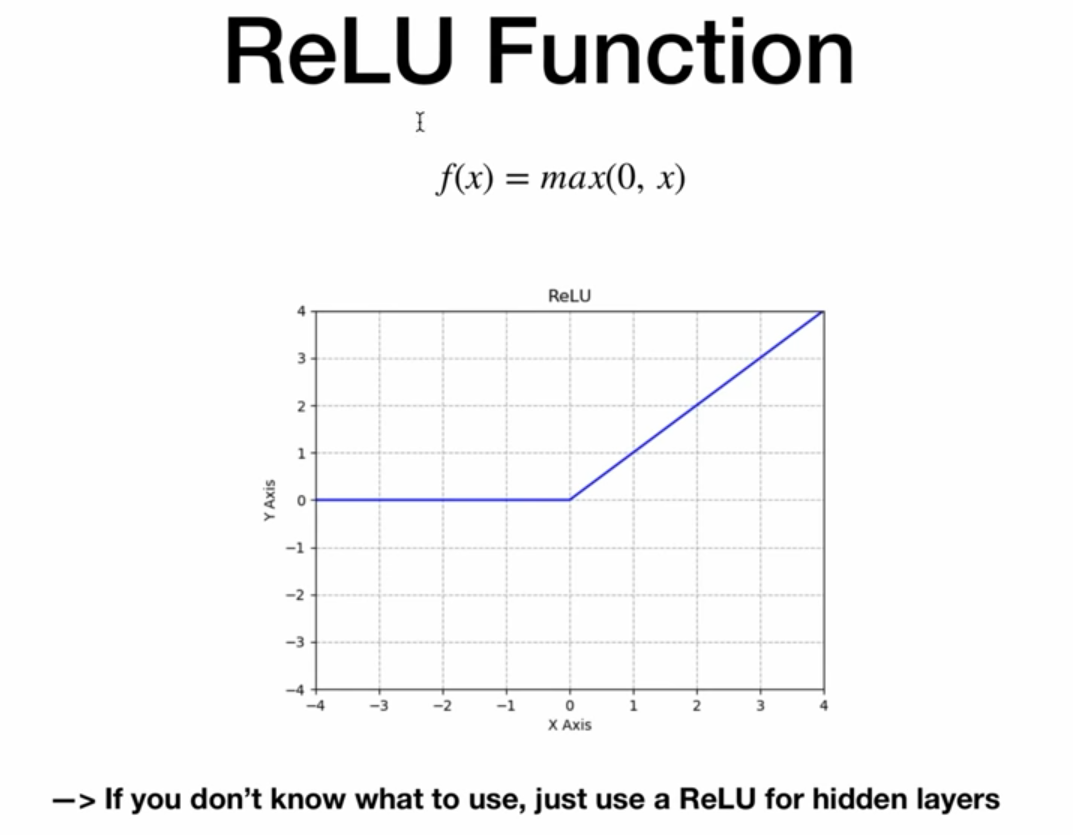 ReLU Function
f(x) = max(0, x)
ReLU
4
3
2
1
0
−1
−2
−3
−4
Y Axis
−4 −3 −2 −1 0 1 2 3 4
X Axis
—> If you don’t know what to use, just use a ReLU for hidden layers